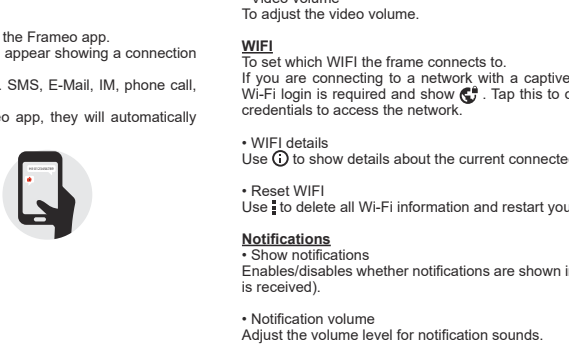 the Frameo app.
appear showing a connection
. SMS, E-Mail, IM, phone call,
o app, they will automatically
Video volume
To adjust the video volume.
WIFI
To set which WIFI the frame connects to.
If you are connecting to a network with a captive
Wi-Fi login is required and show . Tap this to
credentials to access the network.
• WIFI details
Use to show details about the current connecte
• Reset WIFI
Use to delete all Wi-Fi information and restart you
Notifications
• Show notifications
Enables/disables whether notifications are shown i
is received).
• Notification volume
Adjust the volume level for notification sounds.